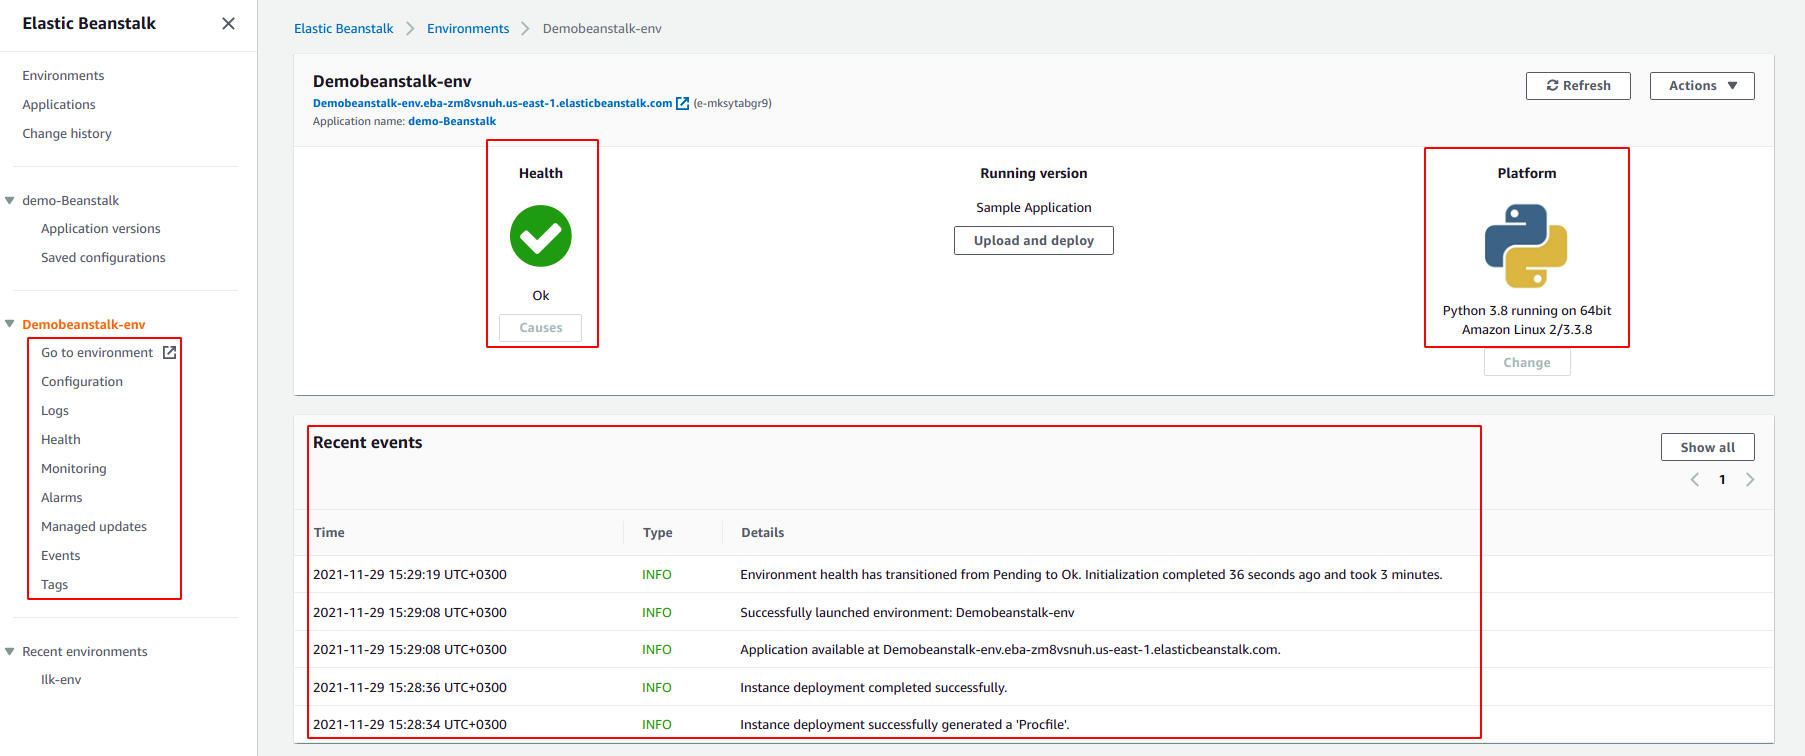 Elastic Beanstalk
Environments
Applications
Change history
demo-Beanstalk
Application versions
Saved configurations
Demobeanstalk-env
Go to environment
Configuration
Logs
Health
Monitoring
Alarms
Managed updates
Events
Tags
Recent environments
Ilk-env
Elastic Beanstalk > Environments > Demobeanstalk-env
Demobeanstalk-env
Demobeanstalk-env.eba-zm8vsnuh.us-east-1.elasticbeanstalk.com (e-mksytabgr9)
Application name: demo-Beanstalk
Refresh
Actions
Health
Ok
Causes
Running version
Sample Application
Upload and deploy
Platform
Python 3.8 running on 64bit
Amazon Linux 2/3.3.8
Change
Recent events
Show all
1
Time Type Details
2021-11-29 15:29:19 UTC+0300 INFO Environment health has transitioned from Pending to Ok. Initialization completed 36 seconds ago and took 3 minutes.
2021-11-29 15:29:08 UTC+0300 INFO Successfully launched environment: Demobeanstalk-env
2021-11-29 15:29:08 UTC+0300 INFO Application available at Demobeanstalk-env.eba-zm8vsnuh.us-east-1.elasticbeanstalk.com.
2021-11-29 15:28:36 UTC+0300 INFO Instance deployment completed successfully.
2021-11-29 15:28:34 UTC+0300 INFO Instance deployment successfully generated a 'Procfile'.